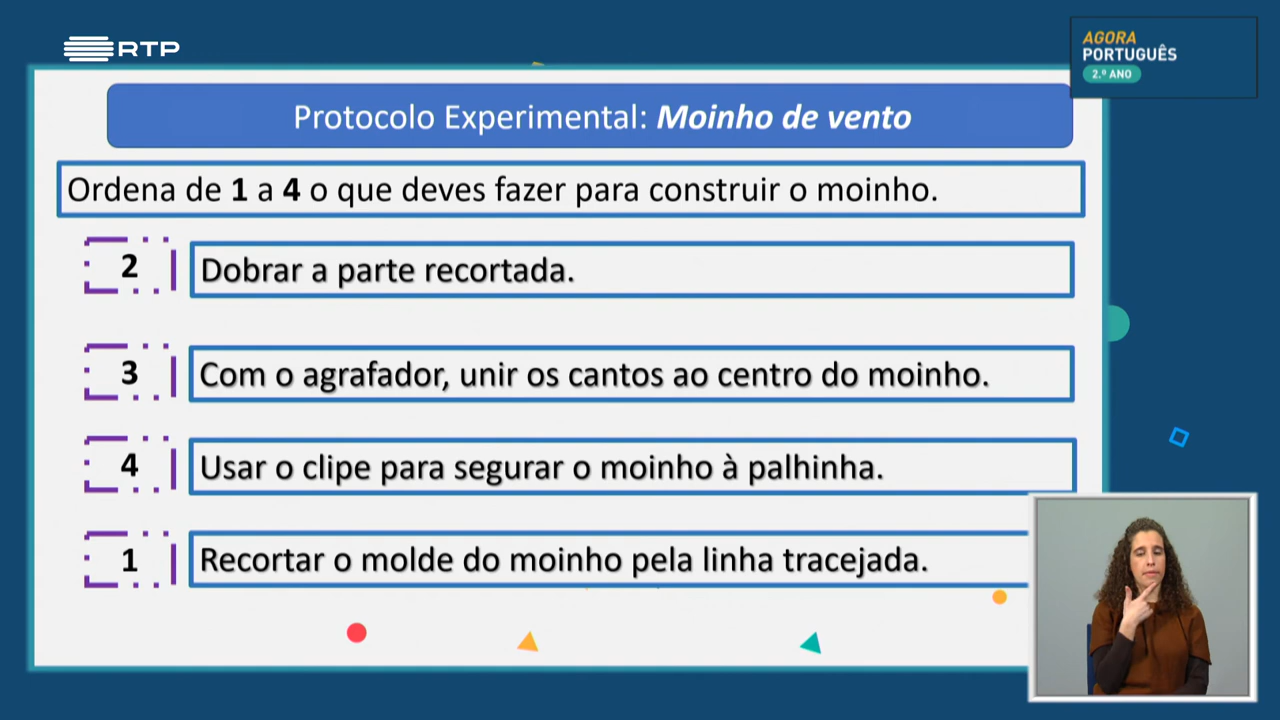 RTP
AGORA
PORTUGUÊS
2.º ANO
Protocolo Experimental: Moinho de vento
Ordena de 1 a 4 o que deves fazer para construir o moinho.
2 Dobrar a parte recortada.
3 Com o agrafador, unir os cantos ao centro do moinho.
4 Usar o clipe para segurar o moinho à palhinha.
1 Recortar o molde do moinho pela linha tracejada.